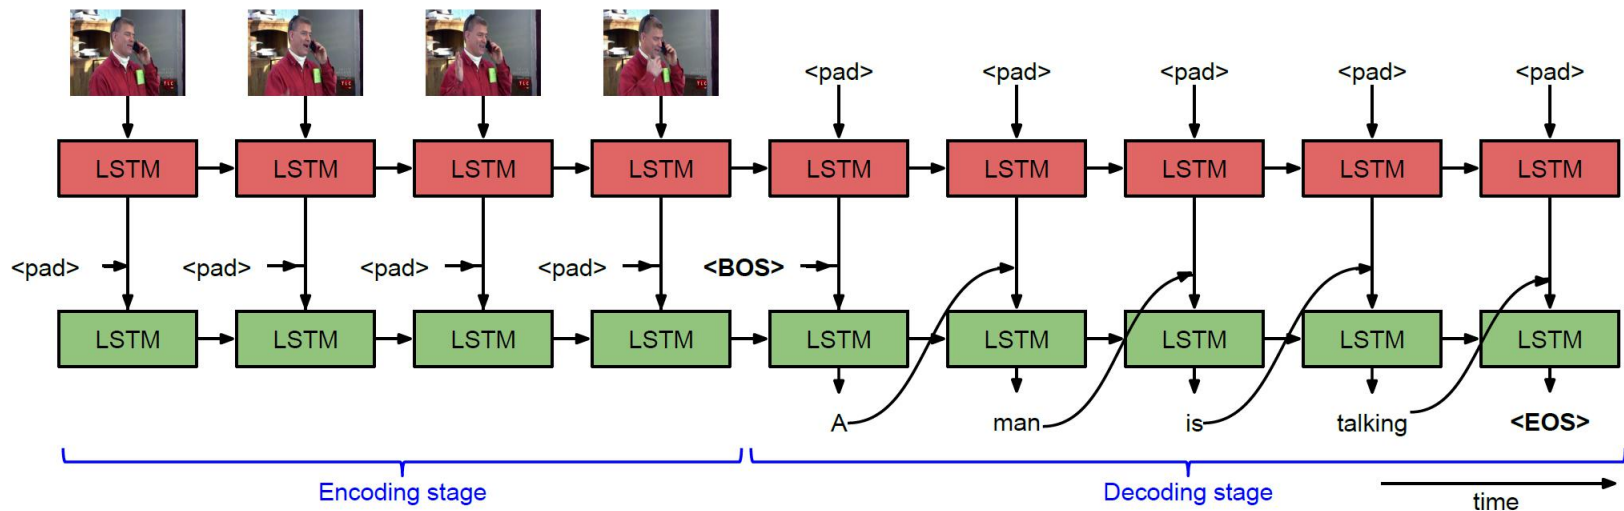 <pad> <pad> <pad> <pad> <pad>
LSTM LSTM LSTM LSTM LSTM LSTM LSTM LSTM LSTM
<pad> <pad> <pad> <pad> <BOS>
LSTM LSTM LSTM LSTM LSTM LSTM LSTM LSTM LSTM
A man is talking <EOS>
Encoding stage Decoding stage
time